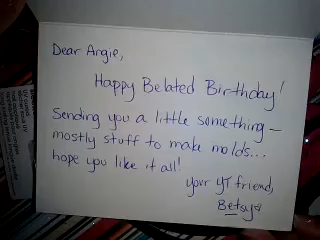 Dear Angie,
Happy Belated Birthday!
Sending you a little something -
mostly stuff to make molds...
hope you like it all!
your YT friend,
Betsy